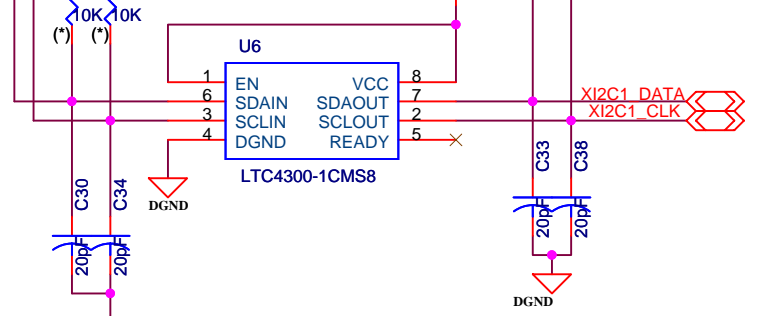 10K 10K
(*) (*)
U6
1 EN VCC 8
6 SDAIN SDAOUT 7 XI2C1_DATA
3 SCLIN SCLOUT 2 XI2C1_CLK
4 DGND READY 5
LTC4300-1CMS8
DGND
C30
C34
C33
C38
20pF
20pF
20pF
20pF
DGND